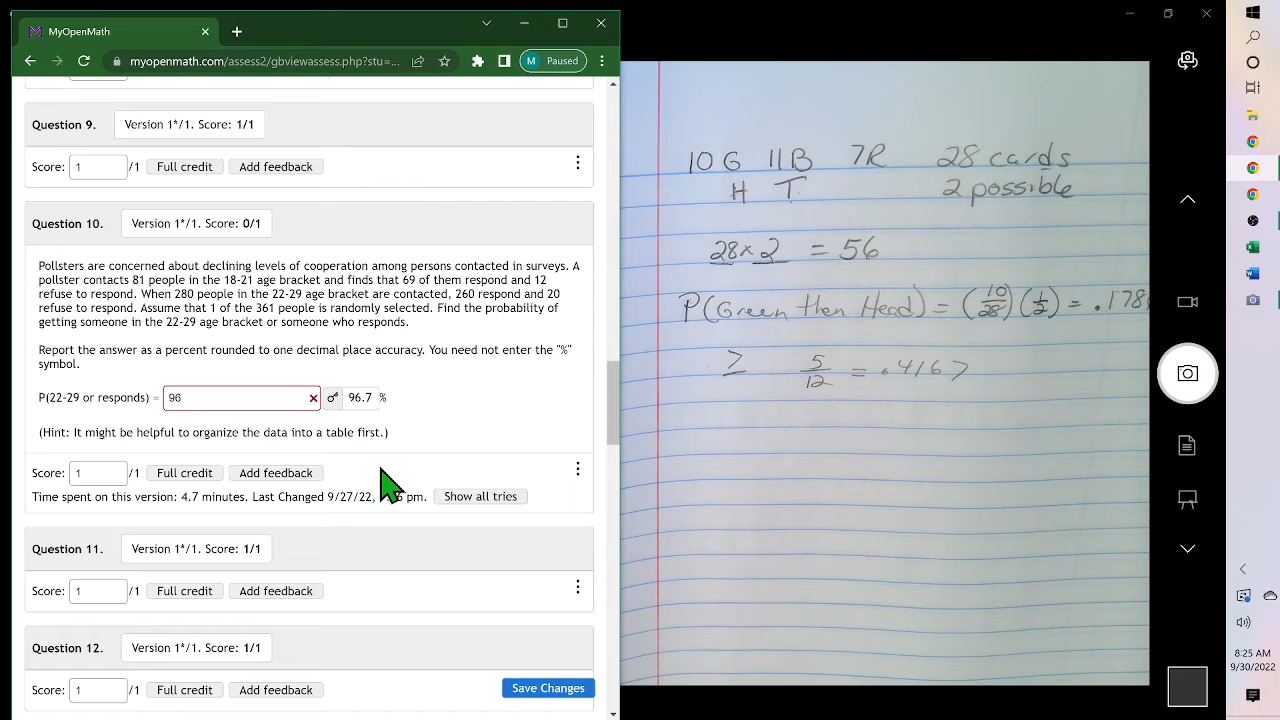 MyOpenMath
myopenmath.com/assess2/gbviewassess.php?stu=...
M Paused
Question 9. Version 1*/1. Score: 1/1
Score: 1 /1 Full credit Add feedback
Question 10. Version 1*/1. Score: 0/1
Pollsters are concerned about declining levels of cooperation among persons contacted in surveys. A
pollster contacts 81 people in the 18-21 age bracket and finds that 69 of them respond and 12
refuse to respond. When 280 people in the 22-29 age bracket are contacted, 260 respond and 20
refuse to respond. Assume that 1 of the 361 people is randomly selected. Find the probability of
getting someone in the 22-29 age bracket or someone who responds.
Report the answer as a percent rounded to one decimal place accuracy. You need not enter the "%"
symbol.
P(22-29 or responds) = 96 96.7 %
(Hint: It might be helpful to organize the data into a table first.)
Score: 1 /1 Full credit Add feedback
Time spent on this version: 4.7 minutes. Last Changed 9/27/22, pm. Show all tries
Question 11. Version 1*/1. Score: 1/1
Score: 1 /1 Full credit Add feedback
Question 12. Version 1*/1. Score: 1/1
Score: 1 /1 Full credit Add feedback
Save Changes
10 G 11B 7R 28 cards
H T 2 possible
28 × 2 = 56
P(Green then Head) = (10/28)(1/2) = .178
7 5/12 = .4167
8:25 AM
9/30/2022